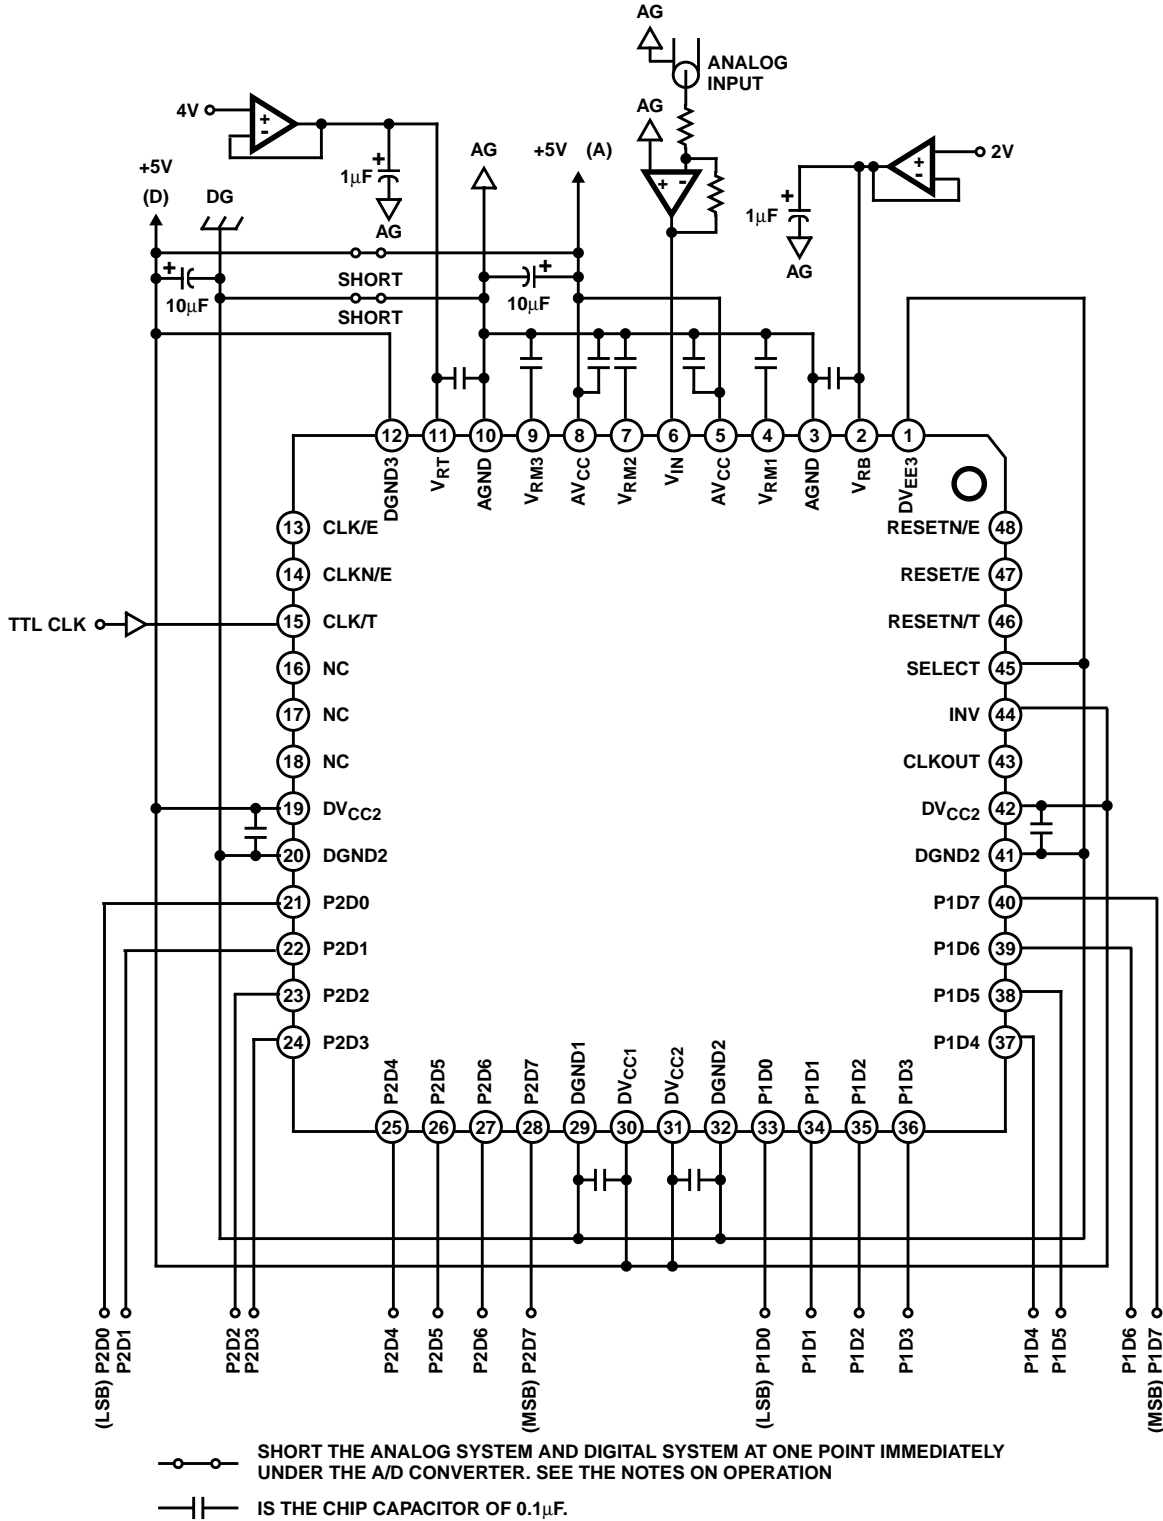 AG
ANALOG
INPUT
4V
+
-
AG
AG
+5V (A)
2V
+
-
+5V
(D)
DG
+
1μF
AG
+
-
+
1μF
AG
SHORT
+
10μF
+
10μF
SHORT
12
11
10
9
8
7
6
5
4
3
2
1
DGND3
VRT
AGND
VRM3
AVCC
VRM2
VIN
AVCC
VRM1
AGND
VRB
DVEE3
13 CLK/E
14 CLKN/E
TTL CLK
15 CLK/T
16 NC
17 NC
18 NC
19 DVCC2
20 DGND2
21 P2D0
22 P2D1
23 P2D2
24 P2D3
RESETN/E 48
RESET/E 47
RESETN/T 46
SELECT 45
INV 44
CLKOUT 43
DVCC2 42
DGND2 41
P1D7 40
P1D6 39
P1D5 38
P1D4 37
P2D4
P2D5
P2D6
P2D7
DGND1
DVCC1
DVCC2
DGND2
P1D0
P1D1
P1D2
P1D3
25
26
27
28
29
30
31
32
33
34
35
36
(LSB) P2D0
P2D1
P2D2
P2D3
P2D4
P2D5
P2D6
(MSB) P2D7
(LSB) P1D0
P1D1
P1D2
P1D3
P1D4
P1D5
P1D6
(MSB) P1D7
SHORT THE ANALOG SYSTEM AND DIGITAL SYSTEM AT ONE POINT IMMEDIATELY
UNDER THE A/D CONVERTER. SEE THE NOTES ON OPERATION
IS THE CHIP CAPACITOR OF 0.1μF.